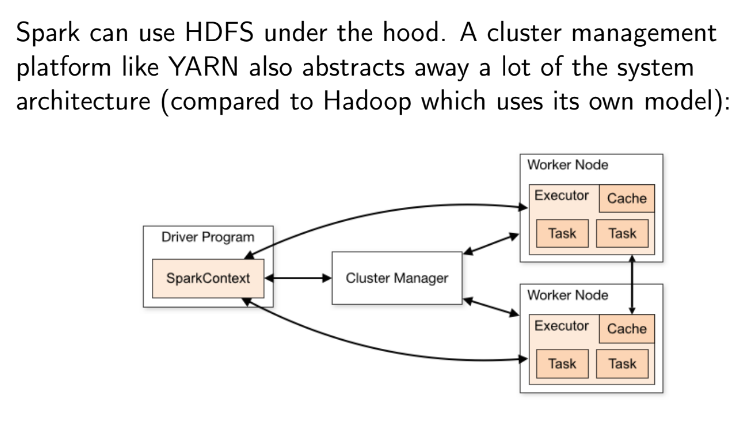 Spark can use HDFS under the hood. A cluster management
platform like YARN also abstracts away a lot of the system
architecture (compared to Hadoop which uses its own model):
Driver Program
SparkContext
Cluster Manager
Worker Node
Executor
Cache
Task
Task
Worker Node
Executor
Cache
Task
Task